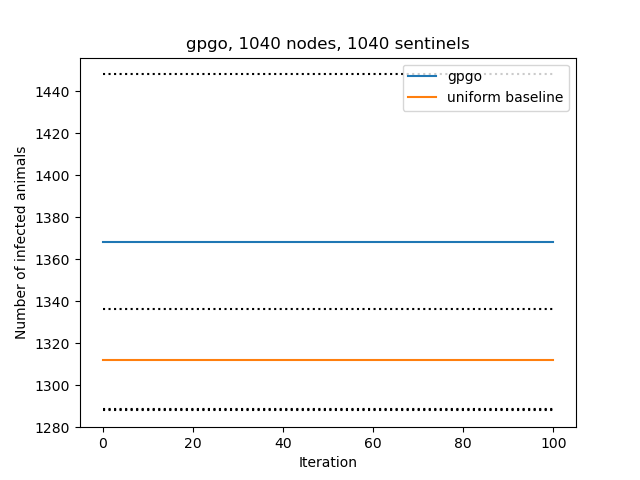 gpgo, 1040 nodes, 1040 sentinels
gpgo
uniform baseline
Number of infected animals
1440
1420
1400
1380
1360
1340
1320
1300
1280
0 20 40 60 80 100
Iteration